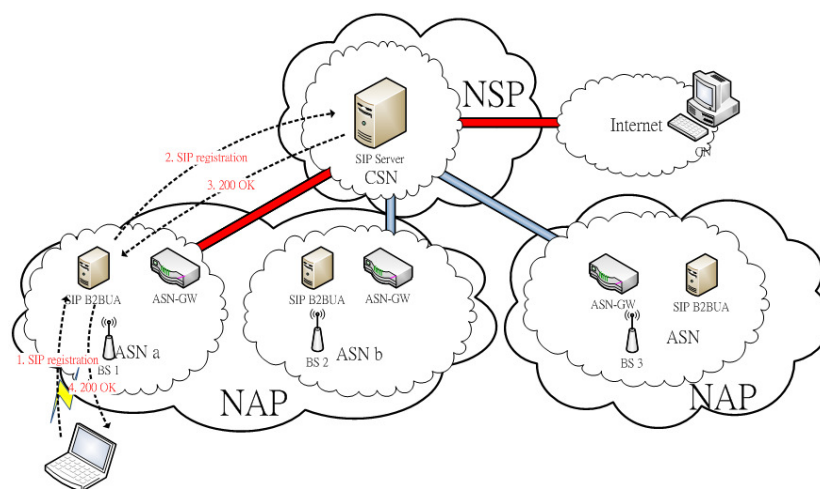 NSP
Internet
CN
SIP Server
CSN
2. SIP registration
3. 200 OK
SIP B2BUA
ASN-GW
SIP B2BUA
ASN-GW
ASN-GW
SIP B2BUA
1. SIP registration
ASN a
BS 1
4. 200 OK
BS 2
ASN b
BS 3
ASN
NAP
NAP